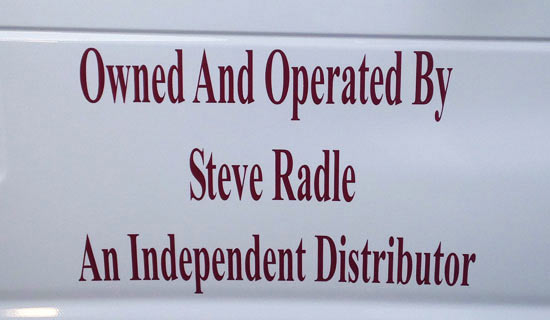 Owned And Operated By
Steve Radle
An Independent Distributor